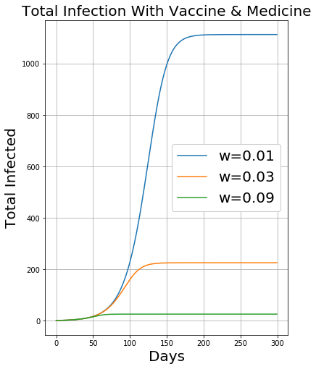 Total Infection With Vaccine & Medicine
Total Infected
1000
800
600
400
200
0
w=0.01
w=0.03
w=0.09
0 50 100 150 200 250 300
Days